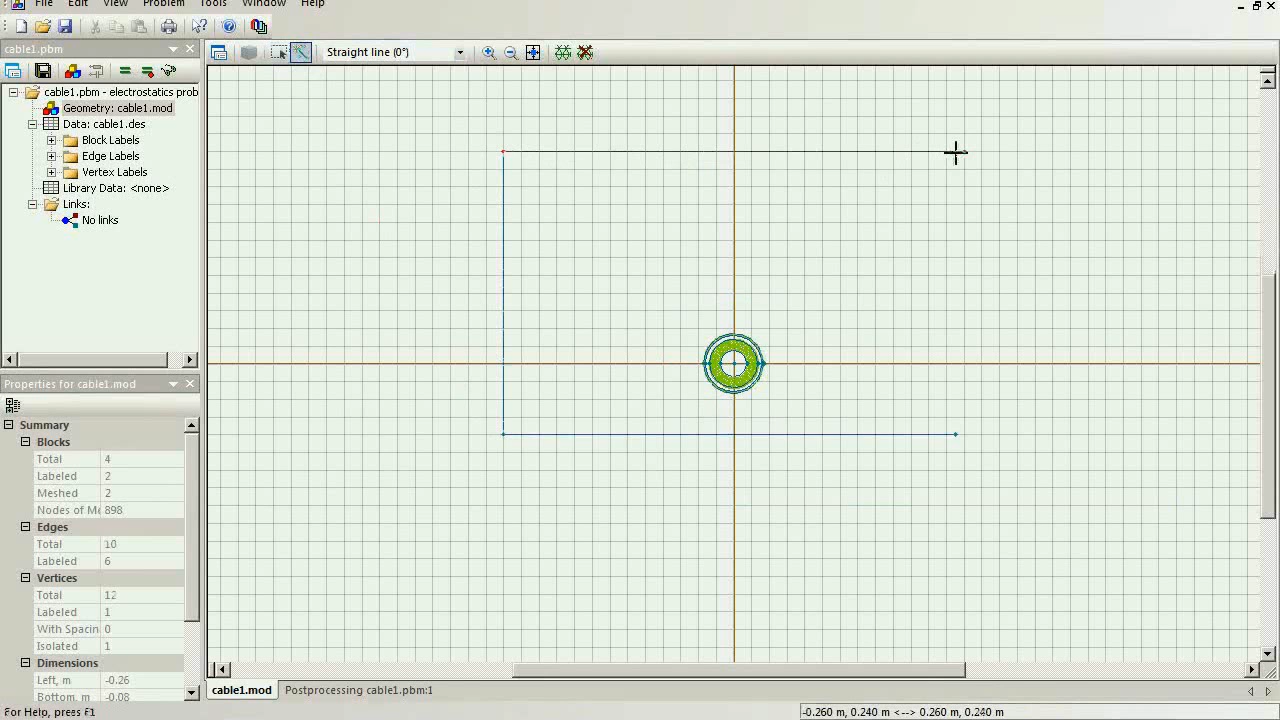 File Edit View Problem Tools Window Help
cable1.pbm
Straight line (0°)
cable1.pbm - electrostatics prob
Geometry: cable1.mod
Data: cable1.des
Block Labels
Edge Labels
Vertex Labels
Library Data: <none>
Links:
No links
Properties for cable1.mod
Summary
Blocks
Total 4
Labeled 2
Meshed 2
Nodes of Me 898
Edges
Total 10
Labeled 6
Vertices
Total 12
Labeled 1
With Spacin 0
Isolated 1
Dimensions
Left, m -0.26
Bottom, m -0.08
cable1.mod Postprocessing cable1.pbm:1
For Help, press F1
-0.260 m, 0.240 m <--> 0.260 m, 0.240 m